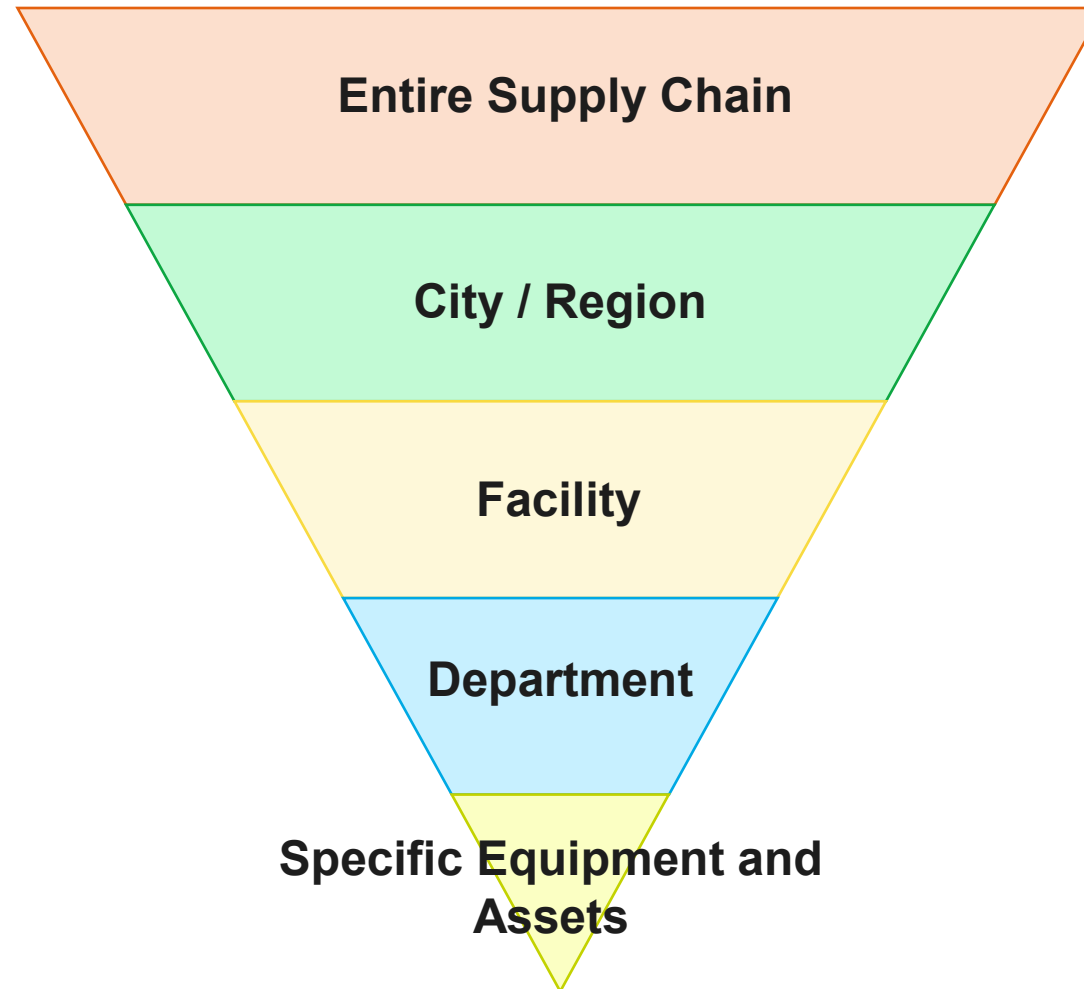 Entire Supply Chain
City / Region
Facility
Department
Specific Equipment and
Assets